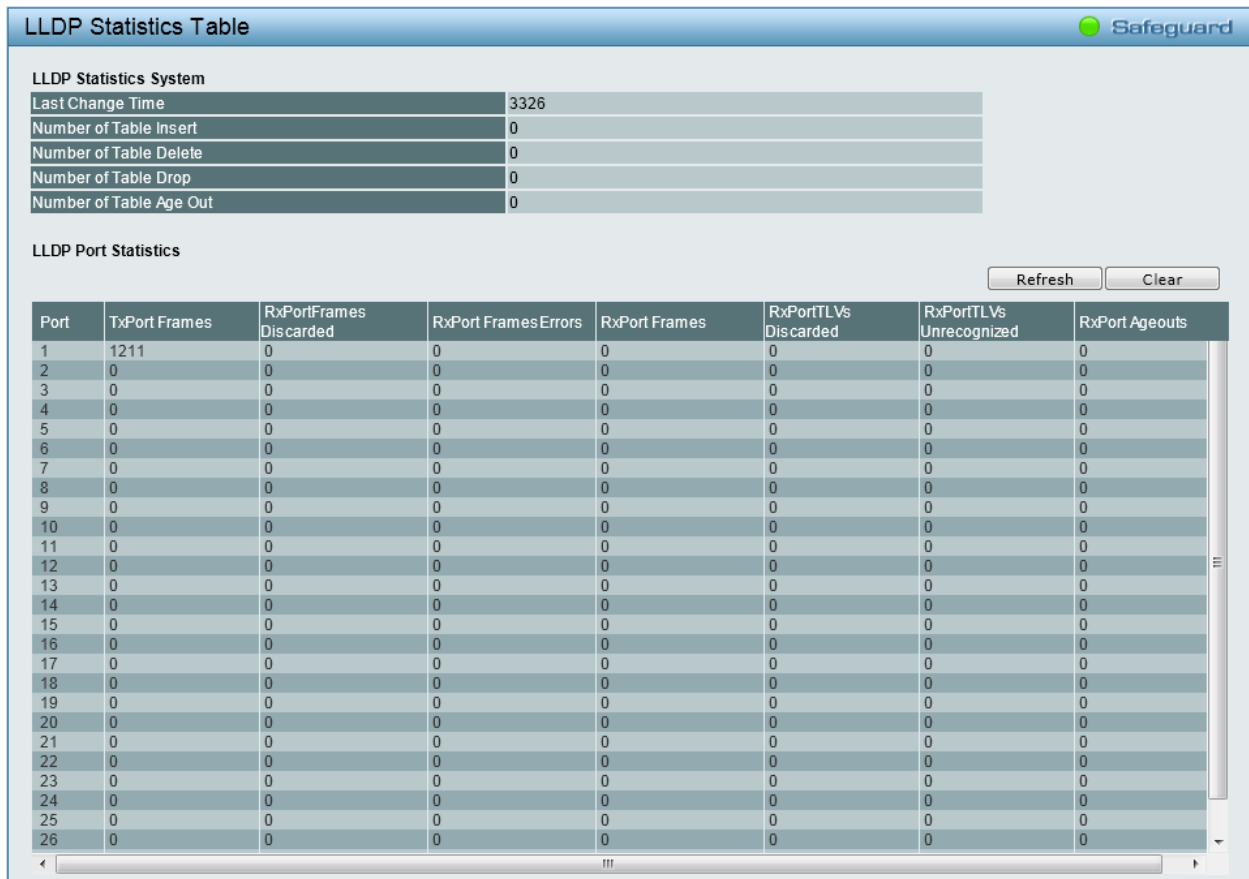 LLDP Statistics Table
Safeguard
LLDP Statistics System
Last Change Time 3326
Number of Table Insert 0
Number of Table Delete 0
Number of Table Drop 0
Number of Table Age Out 0
LLDP Port Statistics
Refresh Clear
Port TxPort Frames RxPortFrames Discarded RxPort Frames Errors RxPort Frames RxPortTLVs Discarded RxPortTLVs Unrecognized RxPort Ageouts
1 1211 0 0 0 0 0 0
2 0 0 0 0 0 0 0
3 0 0 0 0 0 0 0
4 0 0 0 0 0 0 0
5 0 0 0 0 0 0 0
6 0 0 0 0 0 0 0
7 0 0 0 0 0 0 0
8 0 0 0 0 0 0 0
9 0 0 0 0 0 0 0
10 0 0 0 0 0 0 0
11 0 0 0 0 0 0 0
12 0 0 0 0 0 0 0
13 0 0 0 0 0 0 0
14 0 0 0 0 0 0 0
15 0 0 0 0 0 0 0
16 0 0 0 0 0 0 0
17 0 0 0 0 0 0 0
18 0 0 0 0 0 0 0
19 0 0 0 0 0 0 0
20 0 0 0 0 0 0 0
21 0 0 0 0 0 0 0
22 0 0 0 0 0 0 0
23 0 0 0 0 0 0 0
24 0 0 0 0 0 0 0
25 0 0 0 0 0 0 0
26 0 0 0 0 0 0 0